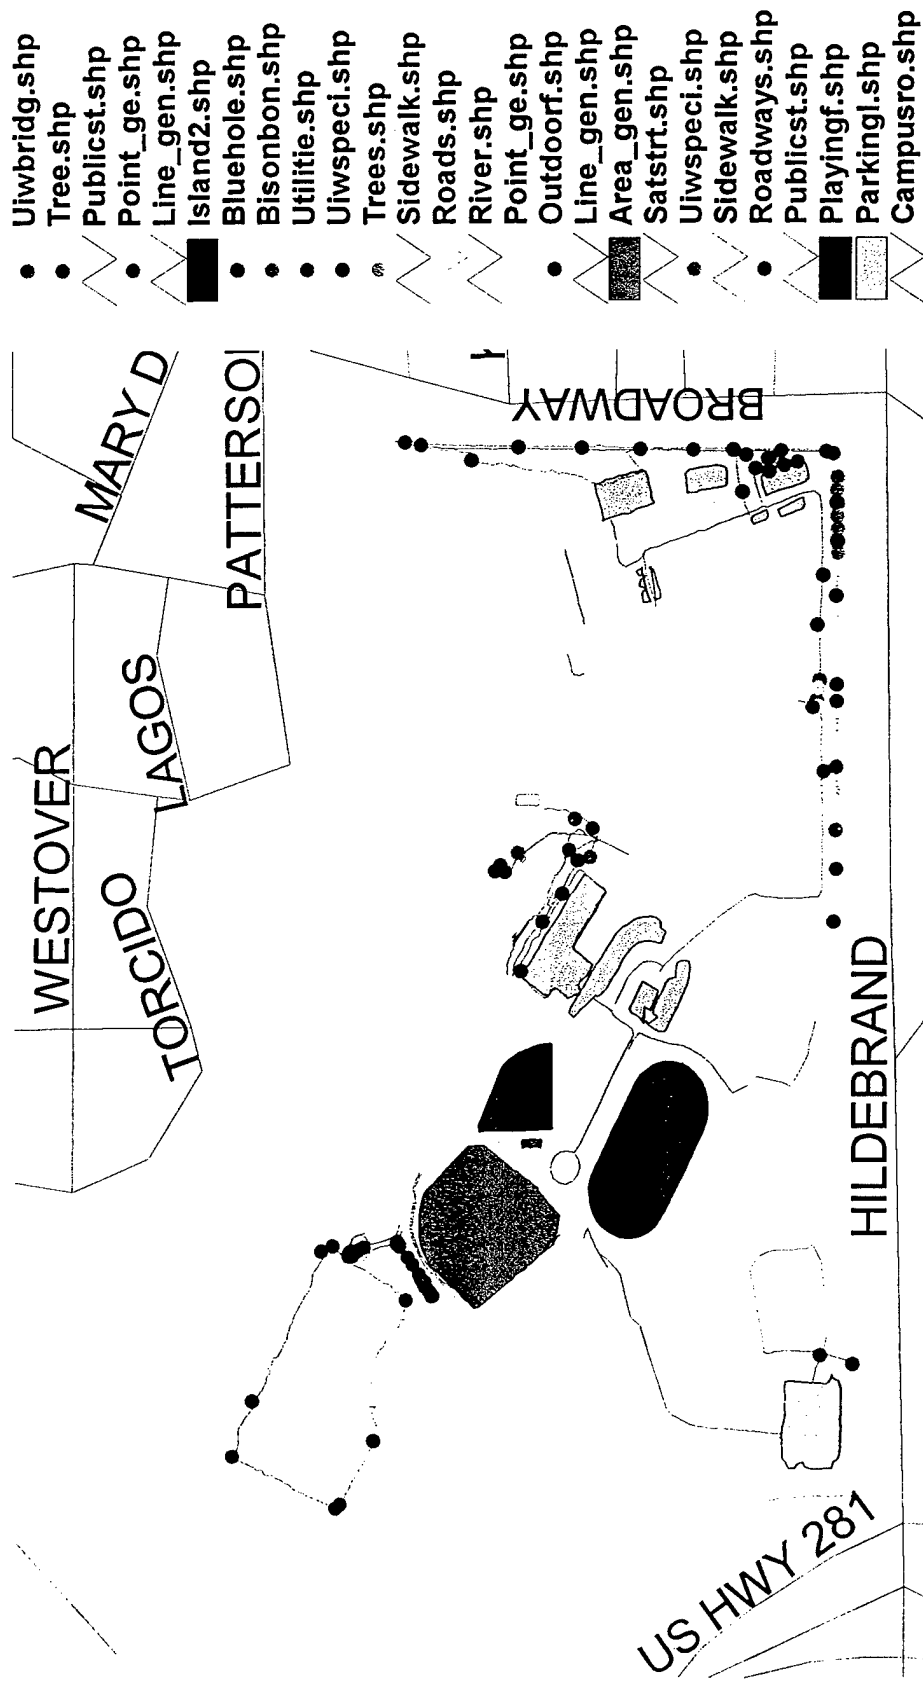 Uiwbridg.shp
Tree.shp
Publicst.shp
Point_ge.shp
Line_gen.shp
Island2.shp
Bluehole.shp
Bisonbon.shp
Utilitie.shp
Uiwspeci.shp
Trees.shp
Sidewalk.shp
Roads.shp
River.shp
Point_ge.shp
Outdoorf.shp
Line_gen.shp
Area_gen.shp
Satstrt.shp
Uiwspeci.shp
Sidewalk.shp
Roadways.shp
Publicst.shp
Playingf.shp
Parkingl.shp
Campusro.shp
MARY D
PATTERSO
WESTOVER
LAGOS
TORCIDO
BROADWAY
HILDEBRAND
US HWY 281